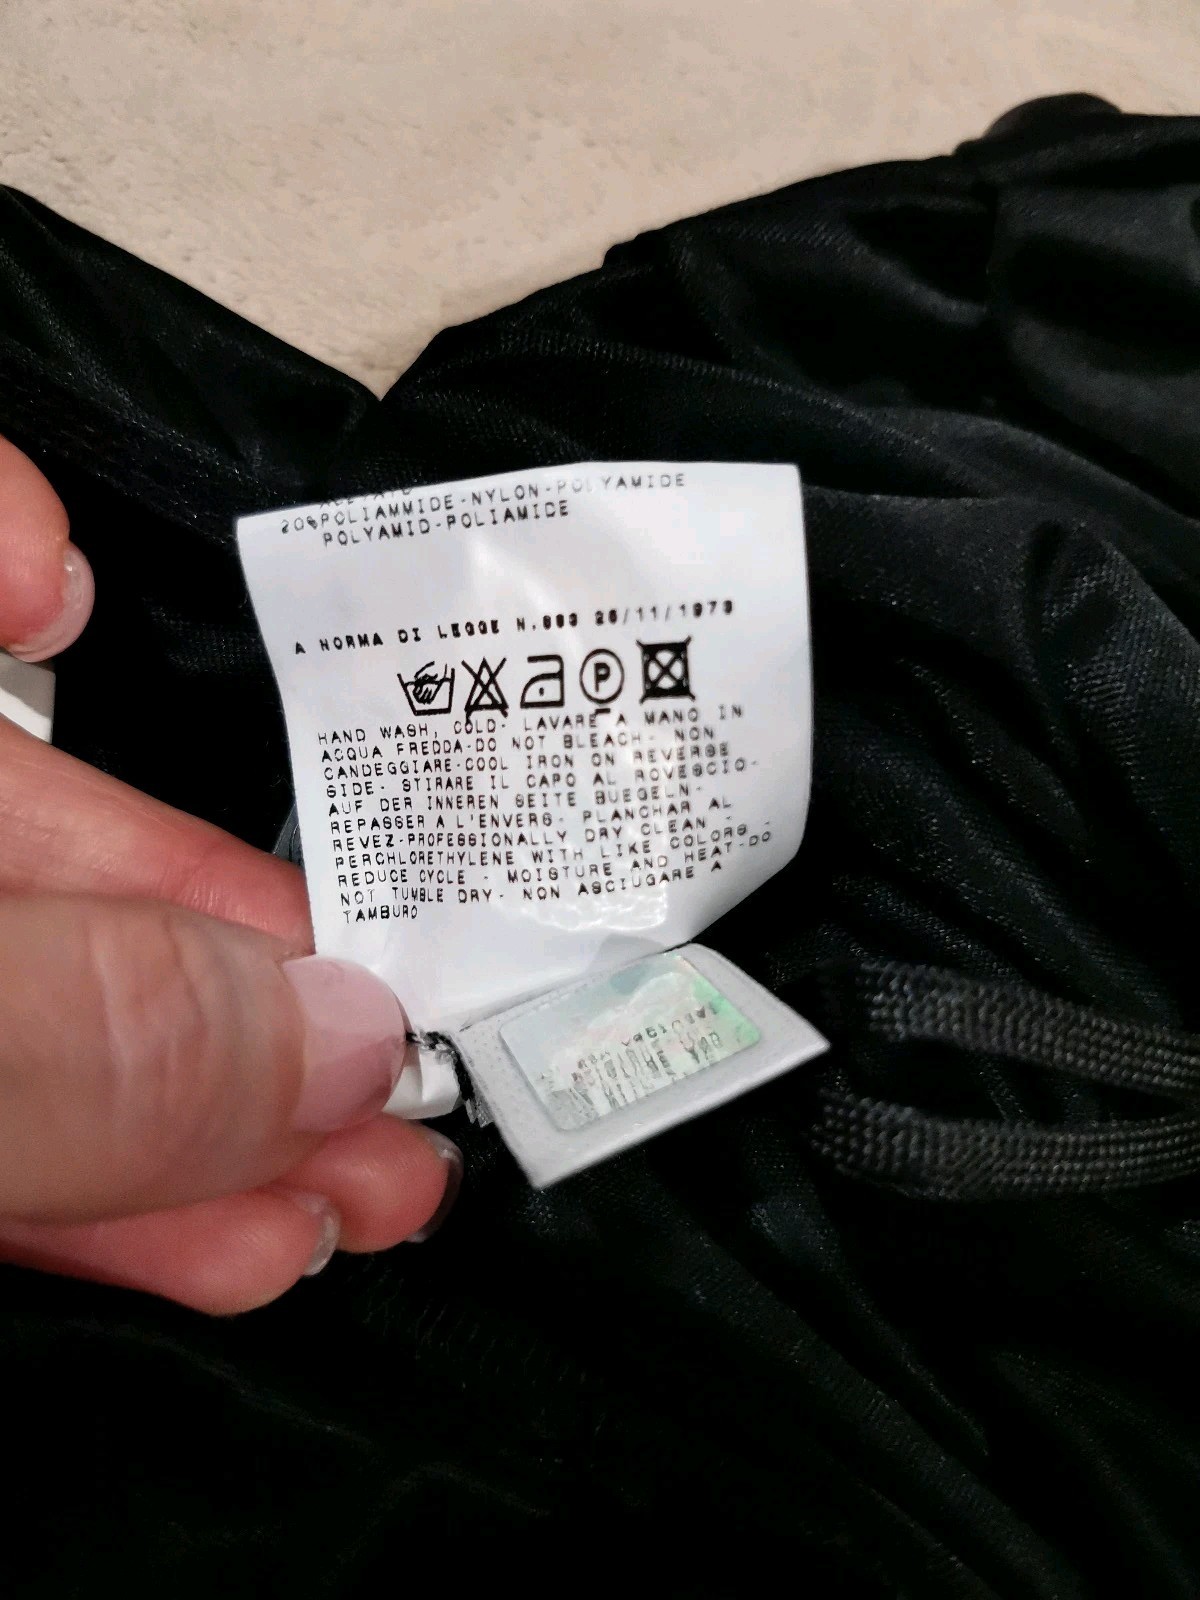 20%POLIAMMIDE-NYLON-POLYAMIDE
POLYAMID-POLIAMIDE
A NORMA DI LEGGE N.883 26/11/1973
P
HAND WASH, COLD- LAVARE A MANO IN
ACQUA FREDDA-DO NOT BLEACH- NON
CANDEGGIARE-COOL IRON ON REVERSE
SIDE- STIRARE IL CAPO AL ROVESCIO-
AUF DER INNEREN SEITE BUEGELN-
REPASSER A L'ENVERS- PLANCHAR AL
REVEZ-PROFESSIONALLY DRY CLEAN -
PERCHLORETHYLENE WITH LIKE COLORS -
REDUCE CYCLE - MOISTURE AND HEAT-DO
NOT TUMBLE DRY- NON ASCIUGARE A
TAMBURO